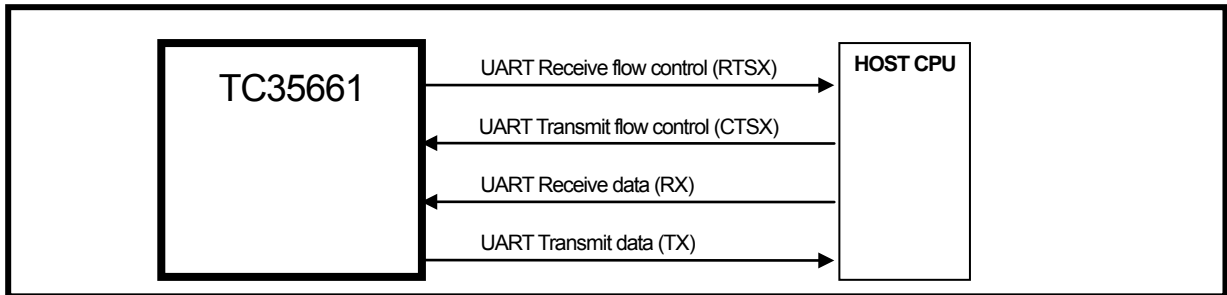 TC35661
HOST CPU
UART Receive flow control (RTSX)
UART Transmit flow control (CTSX)
UART Receive data (RX)
UART Transmit data (TX)